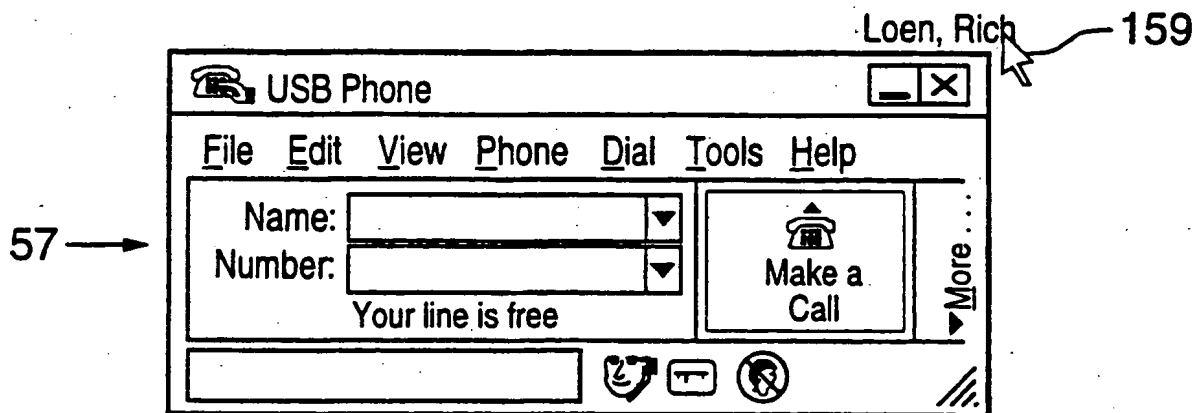 Loen, Rich 159
USB Phone
File Edit View Phone Dial Tools Help
57
Name:
Number:
Your line is free
Make a
Call
More . . .